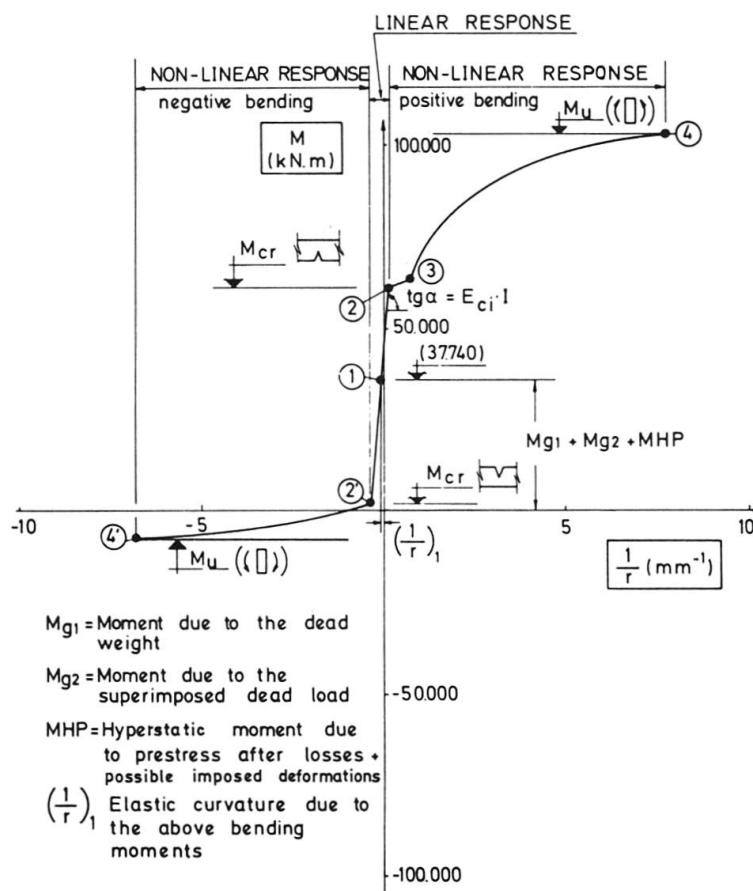 LINEAR RESPONSE
NON-LINEAR RESPONSE
NON-LINEAR RESPONSE
negative bending
positive bending
Mu (( ))
4
M
(kN.m)
100.000
Mcr
3
2
tgα = Eci·I
50.000
(37.740)
1
Mg1 + Mg2 + MHP
Mcr
2'
-10
-5
5
10
4'
Mu (( ))
(1/r)1
1/r (mm⁻¹)
Mg1 = Moment due to the dead
weight
Mg2 = Moment due to the
superimposed dead load
-50.000
MHP = Hyperstatic moment due
to prestress after losses +
possible imposed deformations
(1/r)1 Elastic curvature due to
the above bending
moments
-100.000